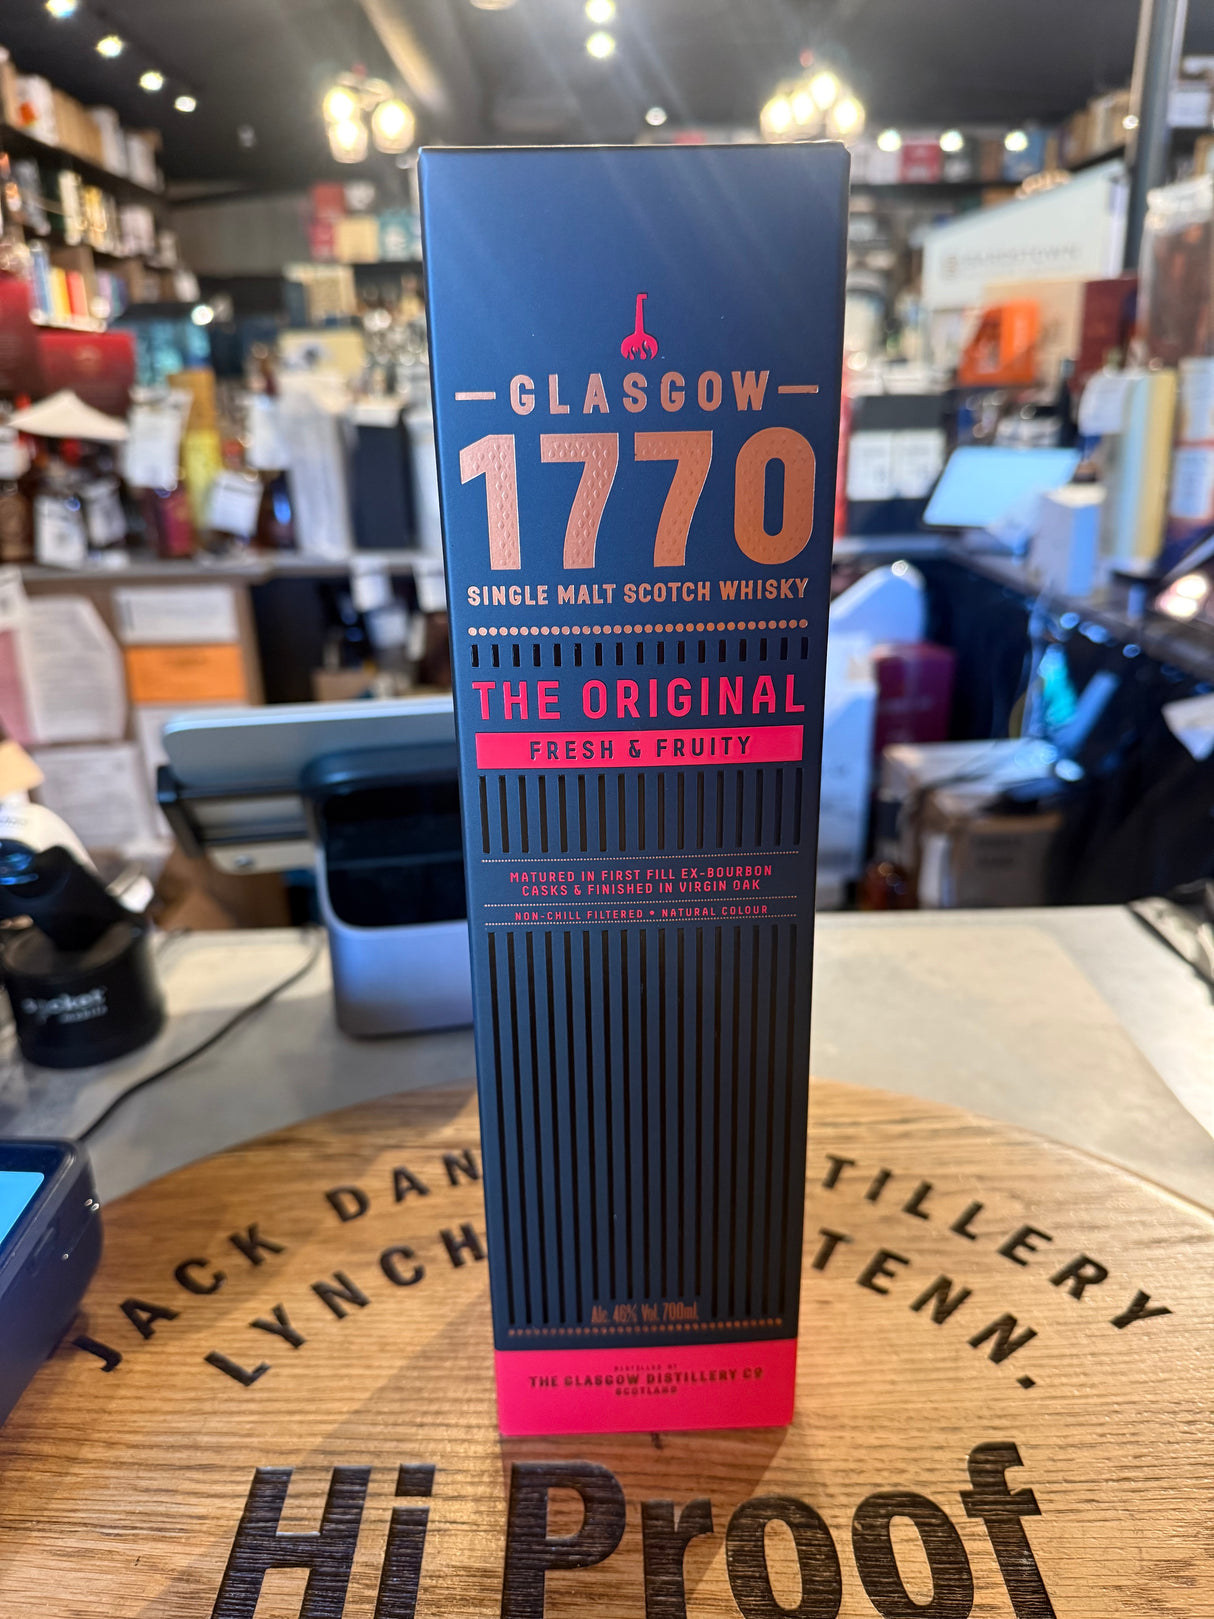 GLASGOW
1770
SINGLE MALT SCOTCH WHISKY
THE ORIGINAL
FRESH & FRUITY
MATURED IN FIRST FILL EX-BOURBON
CASKS & FINISHED IN VIRGIN OAK
NON-CHILL FILTERED • NATURAL COLOUR
Alc. 46% Vol. 700ml
DISTILLED AT
THE GLASGOW DISTILLERY CO
SCOTLAND
JACK DAN TILLERY
LYNCH TENN.
Hi Proof